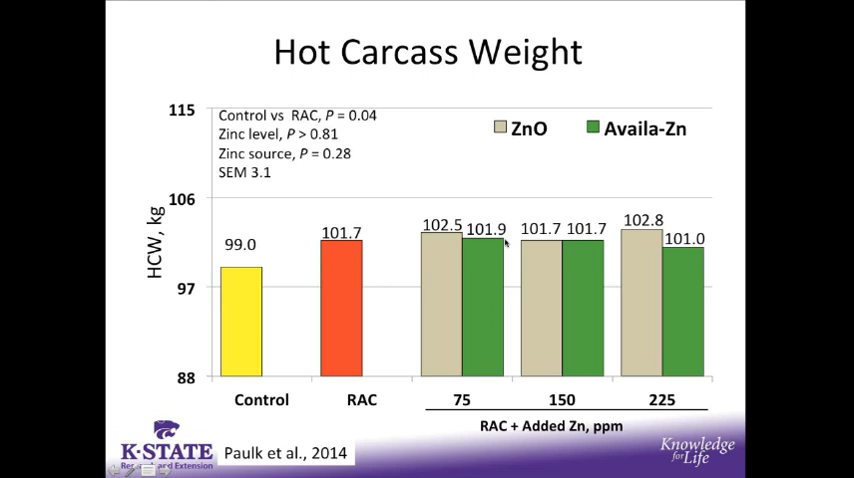 Hot Carcass Weight
115
106
97
88
HCW, kg
Control vs RAC, P = 0.04
Zinc level, P > 0.81
Zinc source, P = 0.28
SEM 3.1
ZnO
Availa-Zn
99.0
101.7
102.5
101.9
101.7
101.7
102.8
101.0
Control
RAC
75
150
225
RAC + Added Zn, ppm
K-STATE
Research and Extension
Paulk et al., 2014
Knowledge
for Life